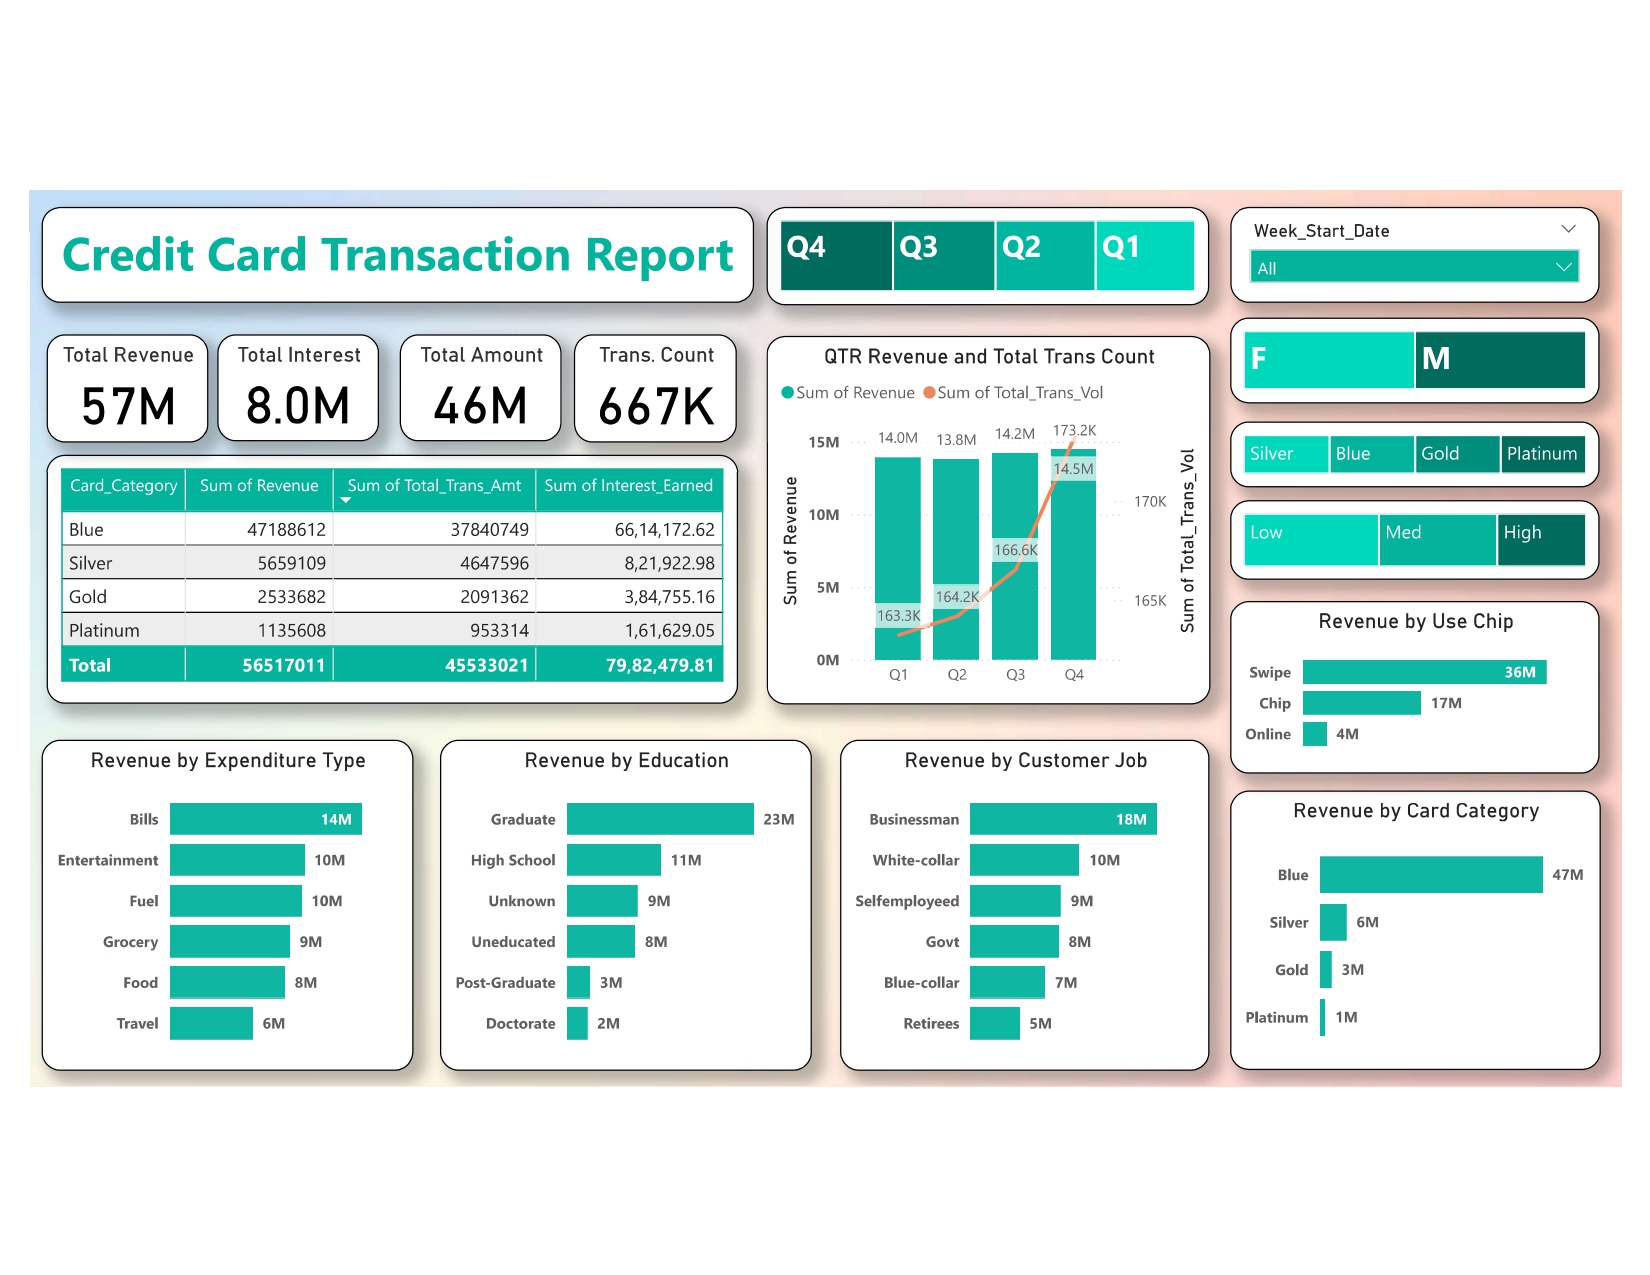 Credit Card Transaction Report
Q4 Q3 Q2 Q1
Week_Start_Date
All
F M
Silver Blue Gold Platinum
Low Med High
Total Revenue
57M
Total Interest
8.0M
Total Amount
46M
Trans. Count
667K
Card_Category Sum of Revenue Sum of Total_Trans_Amt Sum of Interest_Earned
Blue 47188612 37840749 66,14,172.62
Silver 5659109 4647596 8,21,922.98
Gold 2533682 2091362 3,84,755.16
Platinum 1135608 953314 1,61,629.05
Total 56517011 45533021 79,82,479.81
QTR Revenue and Total Trans Count
Sum of Revenue Sum of Total_Trans_Vol
Sum of Revenue
15M
10M
5M
0M
14.0M 13.8M 14.2M 14.5M
163.3K 164.2K 166.6K 173.2K
Q1 Q2 Q3 Q4
170K
165K
Sum of Total_Trans_Vol
Revenue by Use Chip
Swipe 36M
Chip 17M
Online 4M
Revenue by Expenditure Type
Bills 14M
Entertainment 10M
Fuel 10M
Grocery 9M
Food 8M
Travel 6M
Revenue by Education
Graduate 23M
High School 11M
Unknown 9M
Uneducated 8M
Post-Graduate 3M
Doctorate 2M
Revenue by Customer Job
Businessman 18M
White-collar 10M
Selfemployeed 9M
Govt 8M
Blue-collar 7M
Retirees 5M
Revenue by Card Category
Blue 47M
Silver 6M
Gold 3M
Platinum 1M